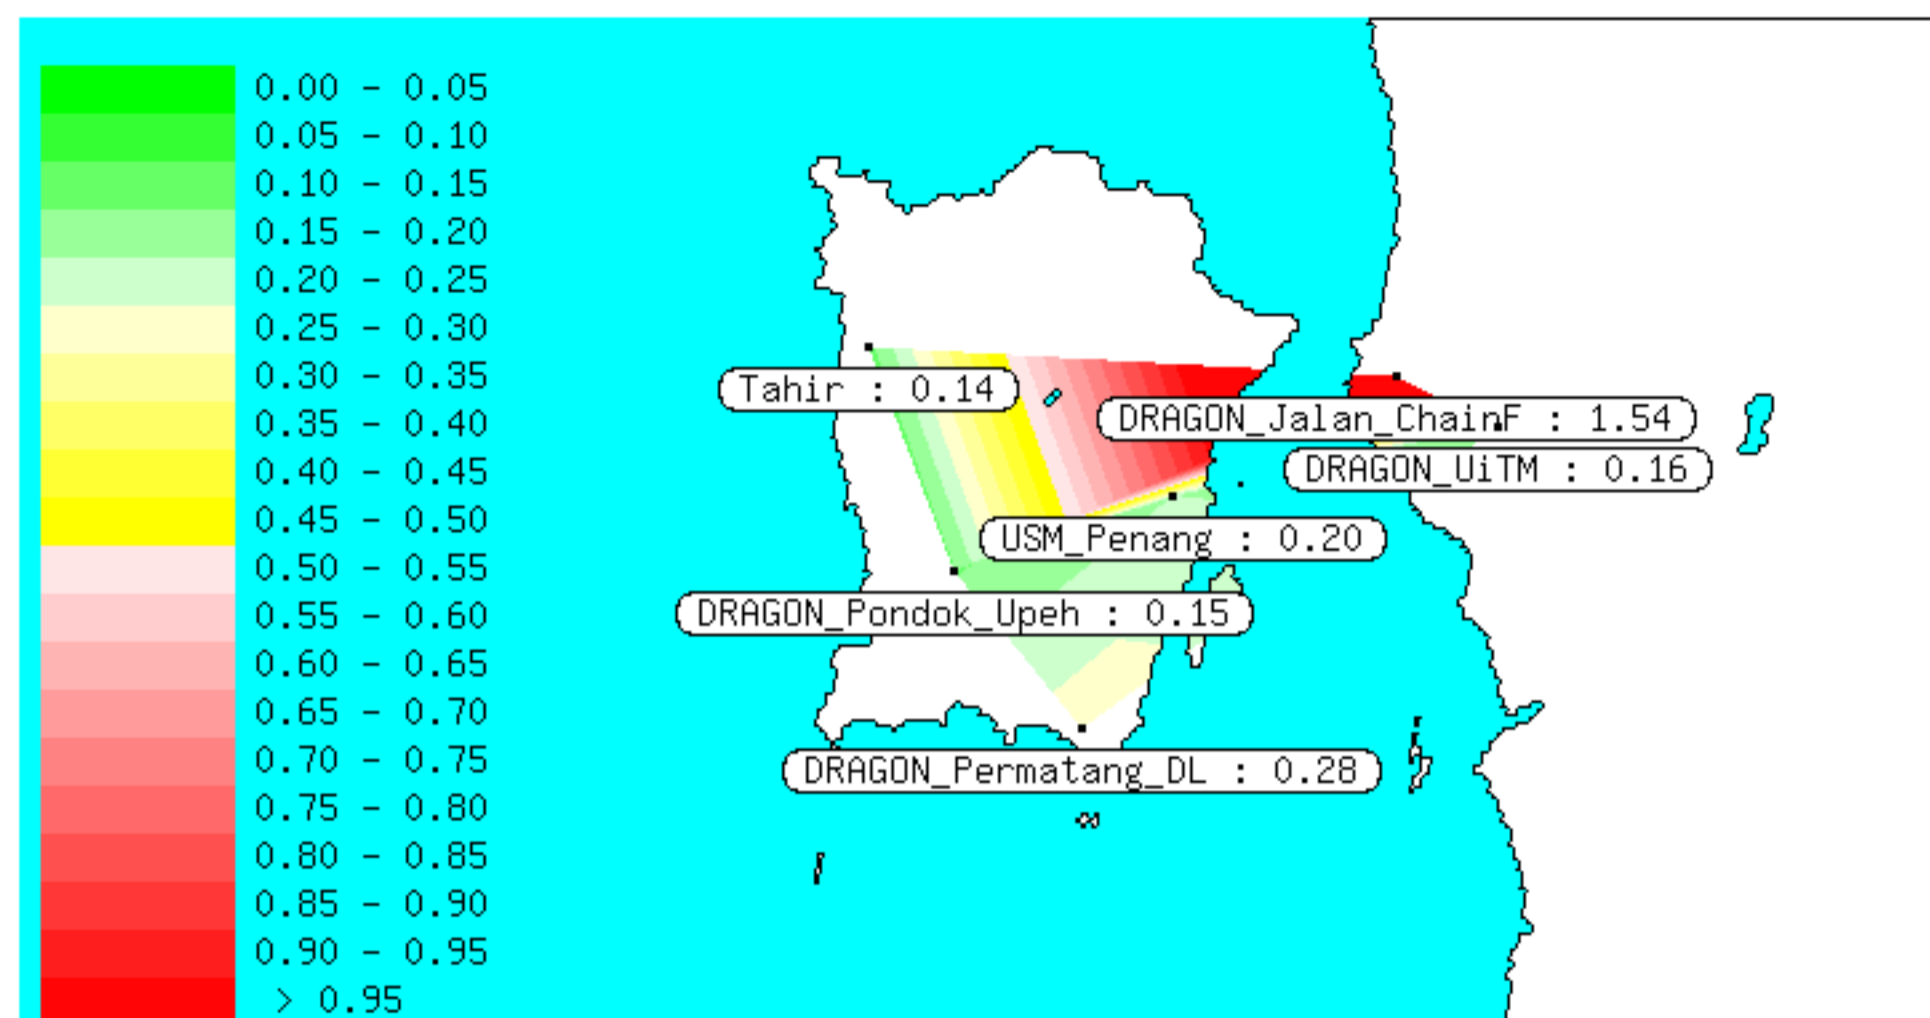 0.00 - 0.05
0.05 - 0.10
0.10 - 0.15
0.15 - 0.20
0.20 - 0.25
0.25 - 0.30
0.30 - 0.35
0.35 - 0.40
0.40 - 0.45
0.45 - 0.50
0.50 - 0.55
0.55 - 0.60
0.60 - 0.65
0.65 - 0.70
0.70 - 0.75
0.75 - 0.80
0.80 - 0.85
0.85 - 0.90
0.90 - 0.95
> 0.95
Tahir : 0.14
DRAGON_Jalan_ChainF : 1.54
DRAGON_UiTM : 0.16
USM_Penang : 0.20
DRAGON_Pondok_Upeh : 0.15
DRAGON_Permatang_DL : 0.28